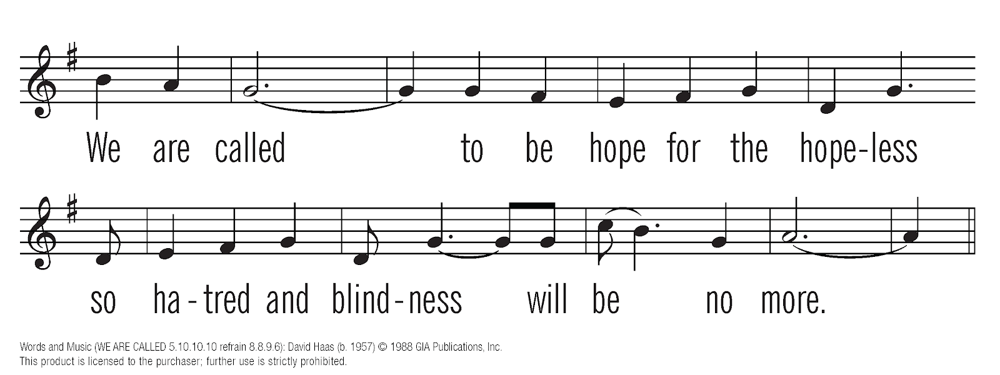 We are called to be hope for the hope-less
so ha-tred and blind-ness will be no more.
Words and Music (WE ARE CALLED 5.10.10.10 refrain 8.8.9.6): David Haas (b. 1957) © 1988 GIA Publications, Inc.
This product is licensed to the purchaser; further use is strictly prohibited.